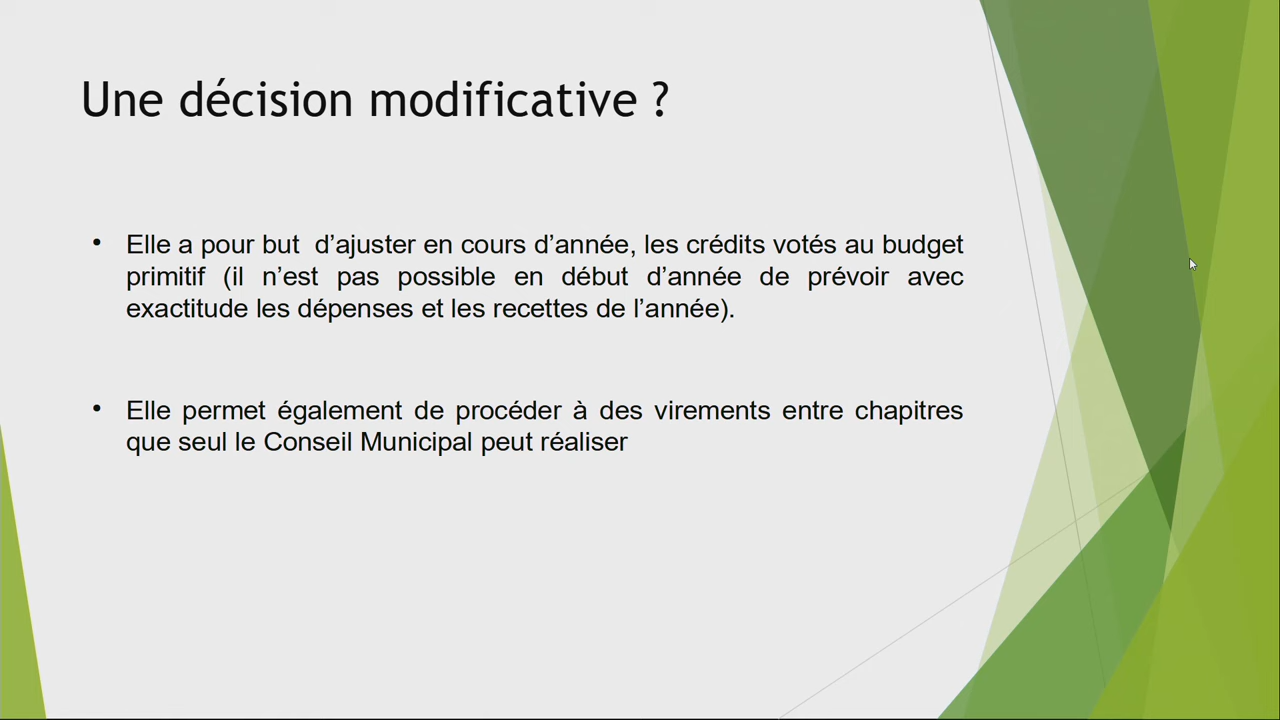 Une décision modificative ?
• Elle a pour but d’ajuster en cours d’année, les crédits votés au budget
primitif (il n’est pas possible en début d’année de prévoir avec
exactitude les dépenses et les recettes de l’année).
• Elle permet également de procéder à des virements entre chapitres
que seul le Conseil Municipal peut réaliser